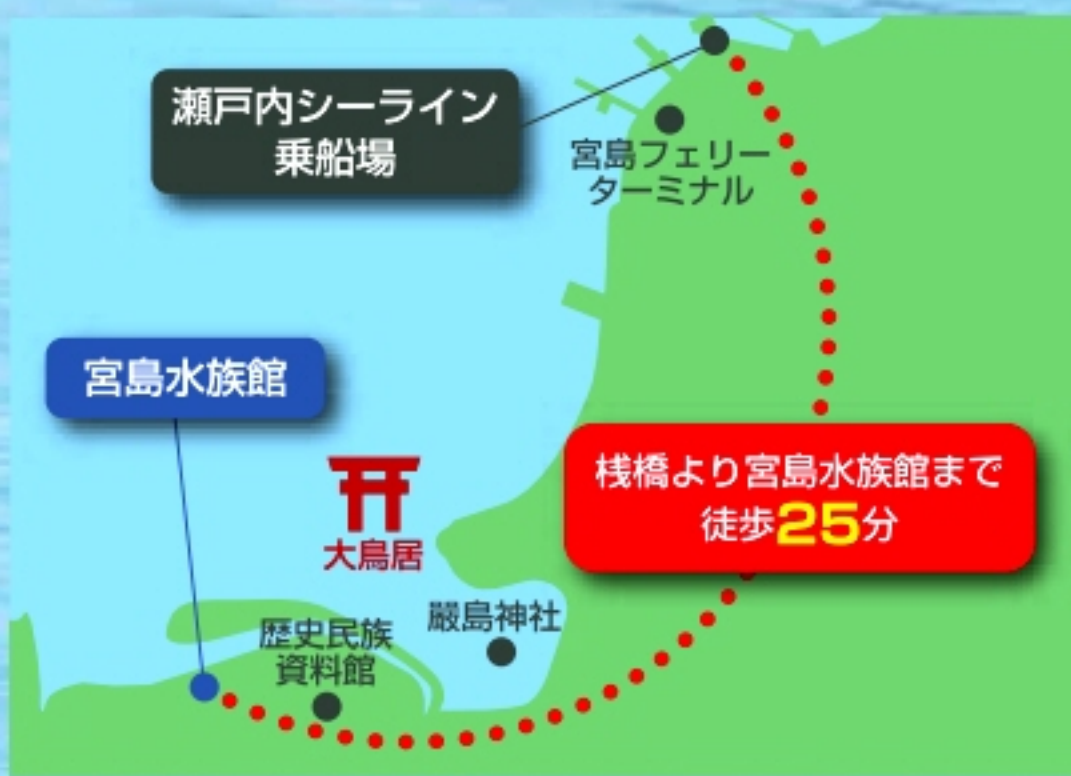 瀬戸内シーライン
乗船場
宮島フェリー
ターミナル
宮島水族館
桟橋より宮島水族館まで
徒歩25分
大鳥居
嚴島神社
歴史民族
資料館